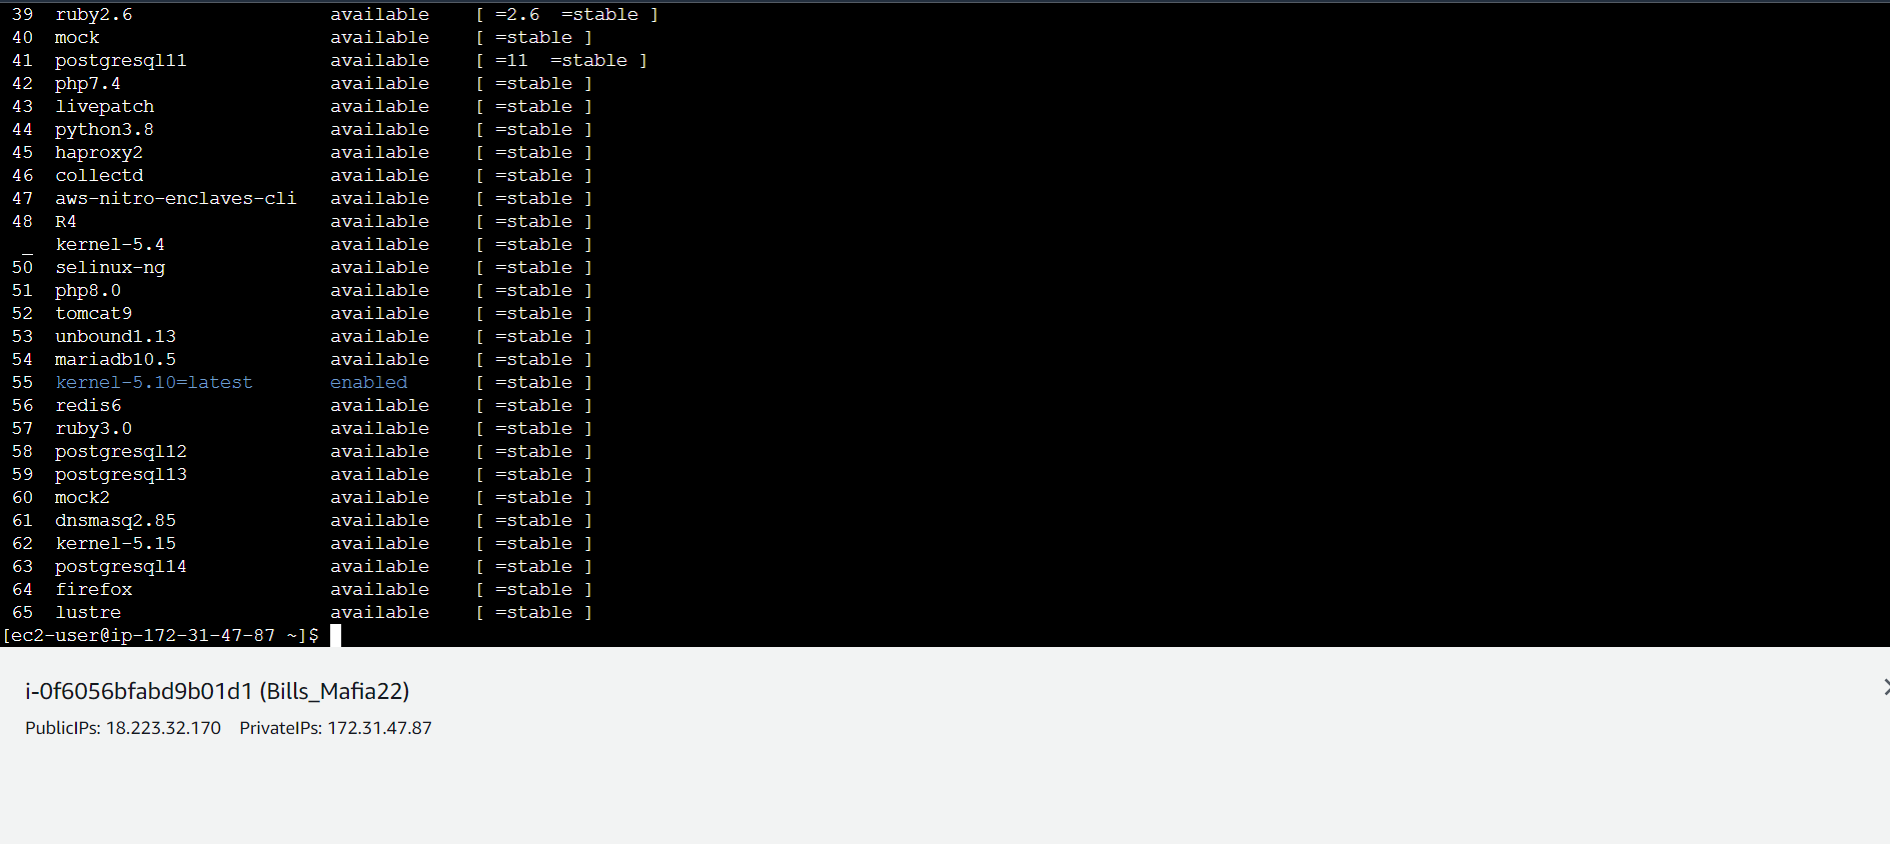 39 ruby2.6 available [ =2.6 =stable ]
40 mock available [ =stable ]
41 postgresql11 available [ =11 =stable ]
42 php7.4 available [ =stable ]
43 livepatch available [ =stable ]
44 python3.8 available [ =stable ]
45 haproxy2 available [ =stable ]
46 collectd available [ =stable ]
47 aws-nitro-enclaves-cli available [ =stable ]
48 R4 available [ =stable ]
_ kernel-5.4 available [ =stable ]
50 selinux-ng available [ =stable ]
51 php8.0 available [ =stable ]
52 tomcat9 available [ =stable ]
53 unbound1.13 available [ =stable ]
54 mariadb10.5 available [ =stable ]
55 kernel-5.10=latest enabled [ =stable ]
56 redis6 available [ =stable ]
57 ruby3.0 available [ =stable ]
58 postgresql12 available [ =stable ]
59 postgresql13 available [ =stable ]
60 mock2 available [ =stable ]
61 dnsmasq2.85 available [ =stable ]
62 kernel-5.15 available [ =stable ]
63 postgresql14 available [ =stable ]
64 firefox available [ =stable ]
65 lustre available [ =stable ]
[ec2-user@ip-172-31-47-87 ~]$
i-0f6056bfabd9b01d1 (Bills_Mafia22)
PublicIPs: 18.223.32.170 PrivateIPs: 172.31.47.87